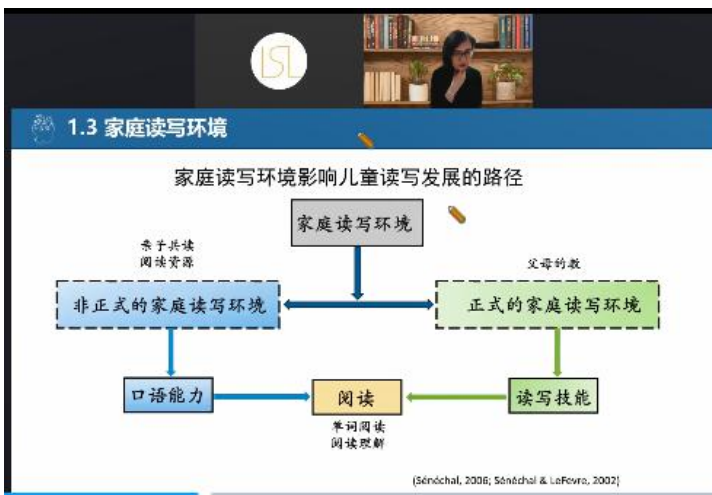 LSL
1.3 家庭读写环境
家庭读写环境影响儿童读写发展的路径
家庭读写环境
亲子共读
阅读资源
父母的教
非正式的家庭读写环境
正式的家庭读写环境
口语能力
阅读
读写技能
单词阅读
阅读理解
(Sénéchal, 2006; Sénéchal & LeFevre, 2002)